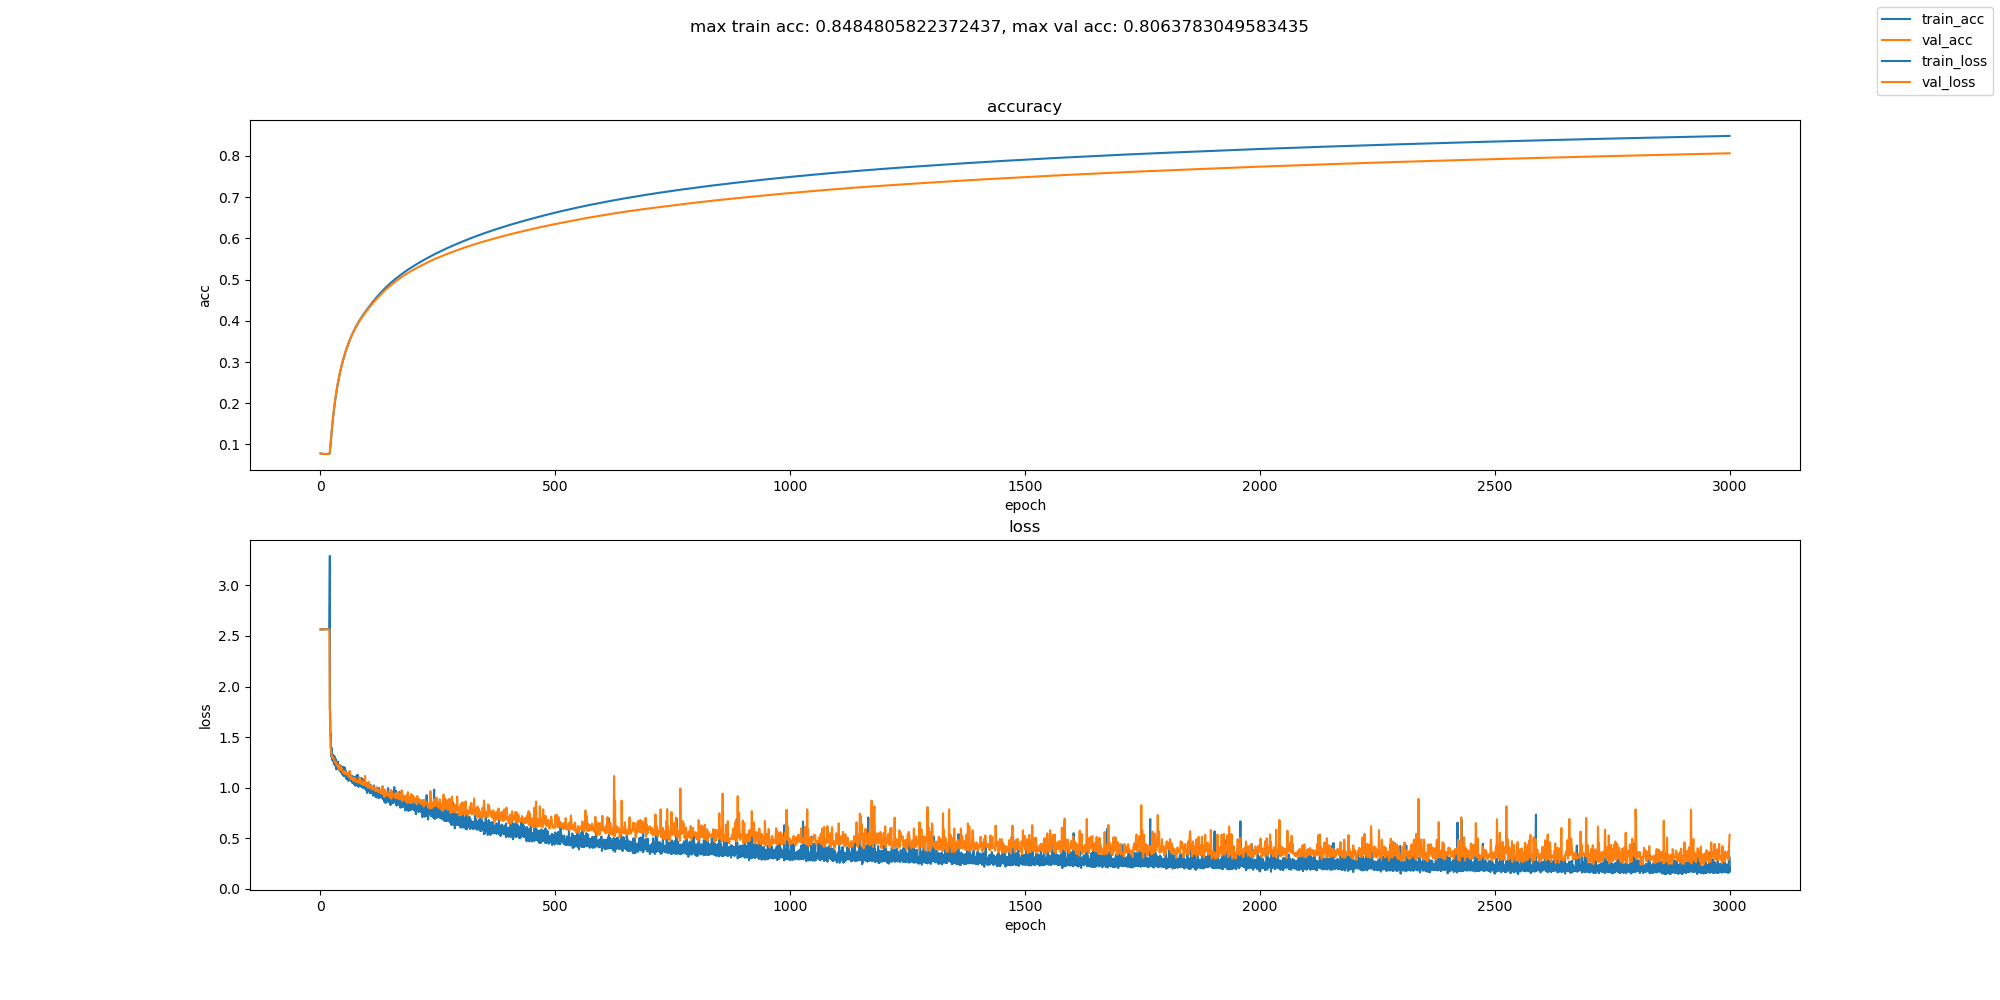 max train acc: 0.8484805822372437, max val acc: 0.8063783049583435
train_acc
val_acc
train_loss
val_loss
accuracy
acc
0.8
0.7
0.6
0.5
0.4
0.3
0.2
0.1
0 500 1000 1500 2000 2500 3000
epoch
loss
loss
3.0
2.5
2.0
1.5
1.0
0.5
0.0
0 500 1000 1500 2000 2500 3000
epoch